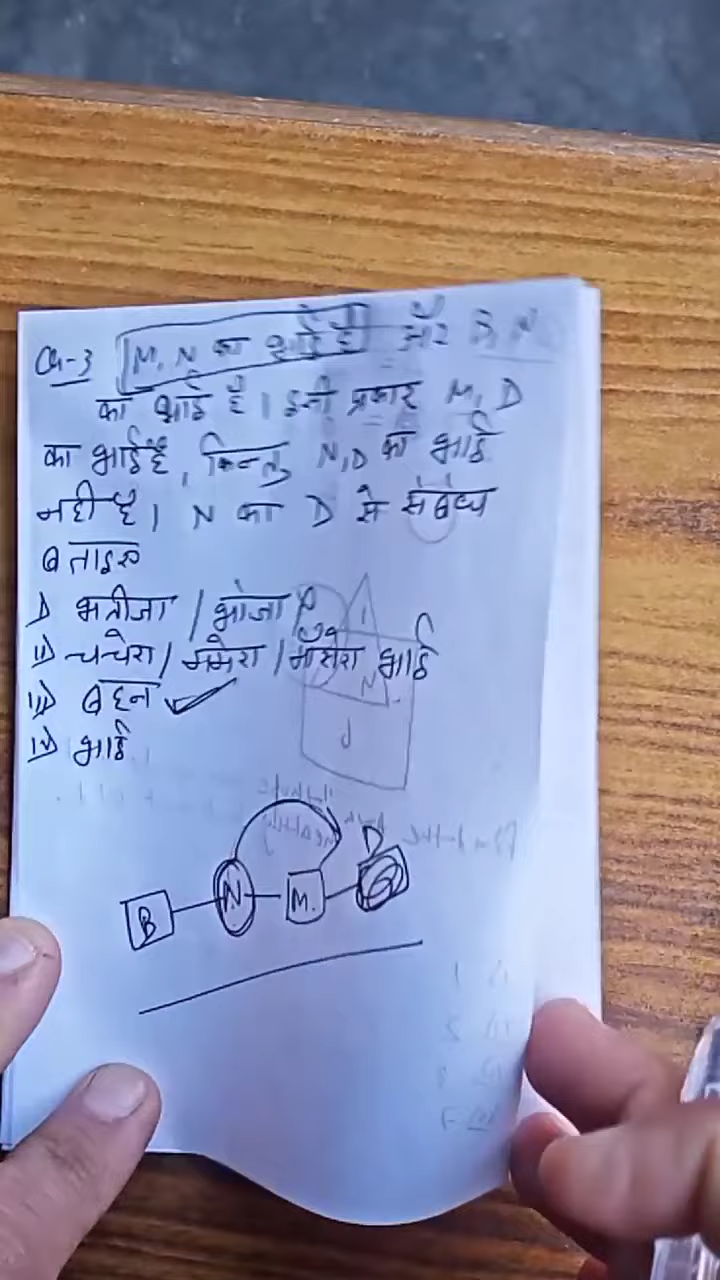 Q-3 M, N का भाई है और B, N
का भाई है। इसी प्रकार M, D
का भाई है, किन्तु N, D का भाई
नहीं है। N का D से संबंध
बताइए
i) भतीजा / भांजा
ii) चचेरा / ममेरा / मौसेरा भाई
iii) बहन ✓
iv) भाई
D
B N M.